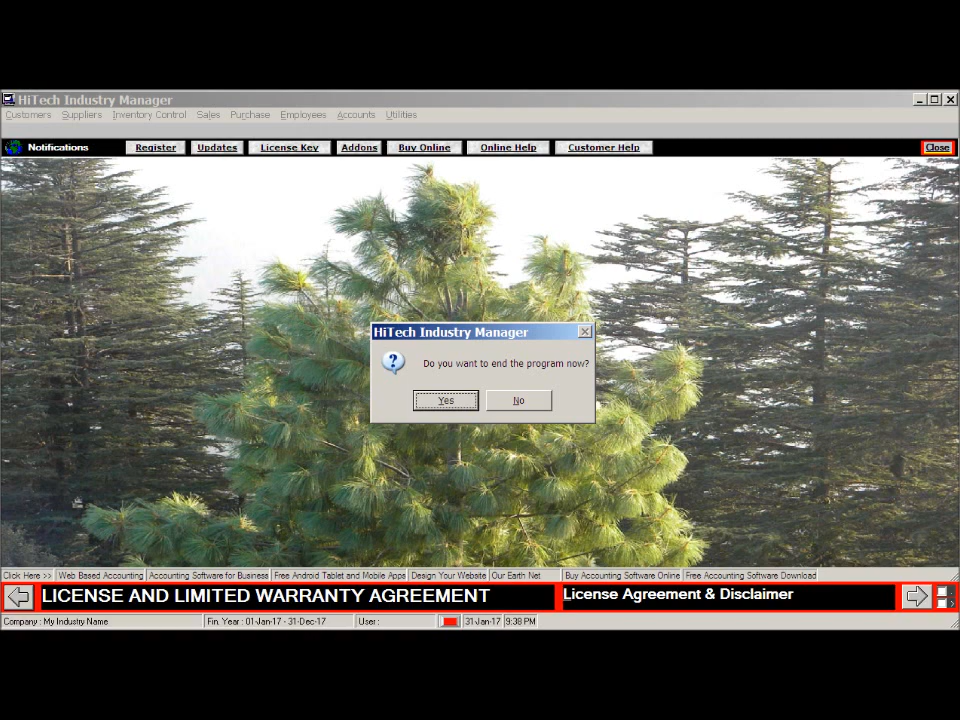 HiTech Industry Manager
Customers Suppliers Inventory Control Sales Purchase Employees Accounts Utilities
Notifications Register Updates License Key Addons Buy Online Online Help Customer Help Close
HiTech Industry Manager
Do you want to end the program now?
Yes No
Click Here >> Web Based Accounting Accounting Software for Business Free Android Tablet and Mobile Apps Design Your Website Our Earth Net Buy Accounting Software Online Free Accounting Software Download
LICENSE AND LIMITED WARRANTY AGREEMENT License Agreement & Disclaimer
Company : My Industry Name Fin. Year : 01-Jan-17 - 31-Dec-17 User : 31-Jan-17 9:38 PM